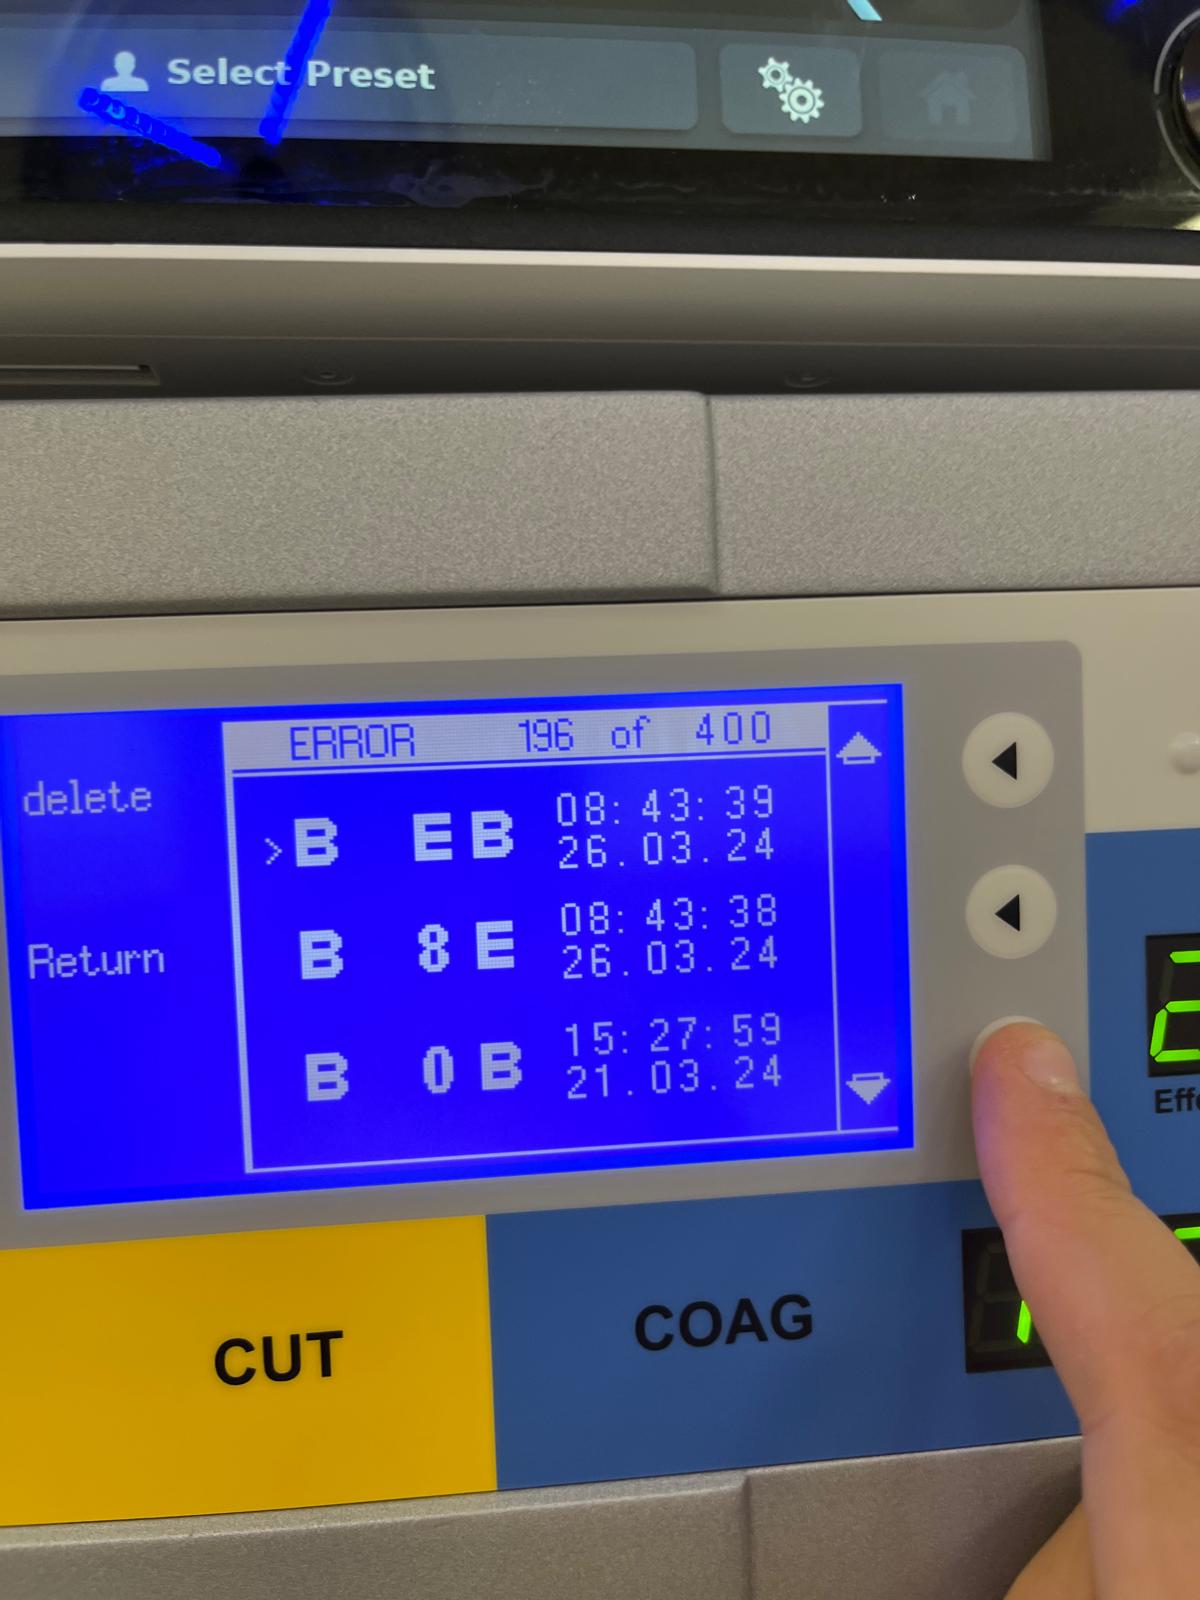 Select Preset
ERROR 196 of 400
delete
>B EB 08:43:39
26.03.24
B 8E 08:43:38
26.03.24
Return
B 0B 15:27:59
21.03.24
CUT
COAG